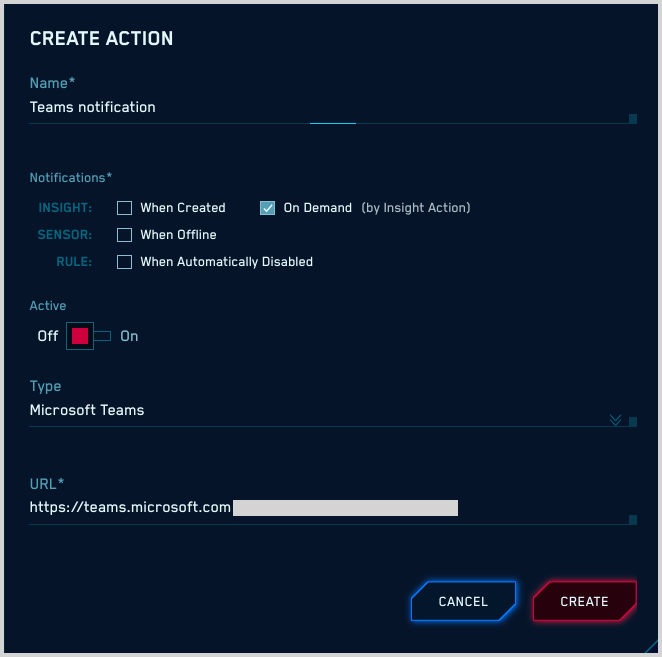 CREATE ACTION
Name*
Teams notification
Notifications*
INSIGHT: When Created On Demand (by Insight Action)
SENSOR: When Offline
RULE: When Automatically Disabled
Active
Off On
Type
Microsoft Teams
URL*
https://teams.microsoft.com
CANCEL CREATE